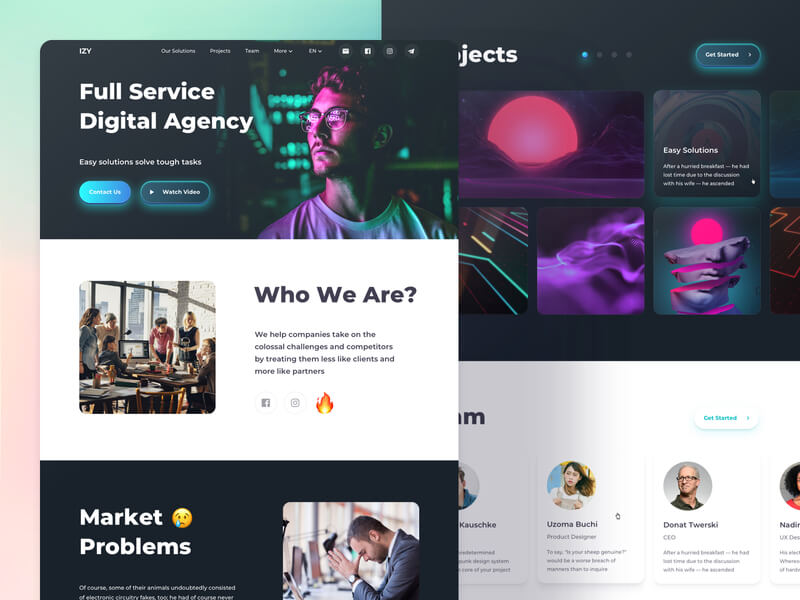 IZY
Our Solutions
Projects
Team
More
EN
Full Service
Digital Agency
Easy solutions solve tough tasks
Contact Us
Watch Video
Who We Are?
We help companies take on the
colossal challenges and competitors
by treating them less like clients and
more like partners
Market
Problems
Of course, some of their animals undoubtedly consisted
of electronic circuitry fakes, too; he had of course never
jects
Get Started
Easy Solutions
After a hurried breakfast — he had
lost time due to the discussion
with his wife — he ascended
am
Get Started
Kauschke
redetermined
punk design system
core of your project
Uzoma Buchi
Product Designer
To say, "Is your sheep genuine?"
would be a worse breach of
manners than to inquire
Donat Twerski
CEO
After a hurried breakfast — he had
lost time due to the discussion
with his wife — he ascended
Nadir
UX Des
His elect
Whereo
of hardw